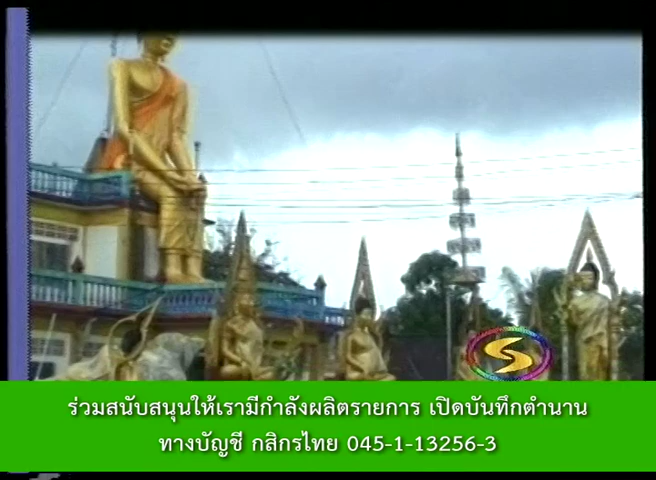 ร่วมสนับสนุนให้เรามีกำลังผลิตรายการ เปิดบันทึกตำนาน
ทางบัญชี กสิกรไทย 045-1-13256-3